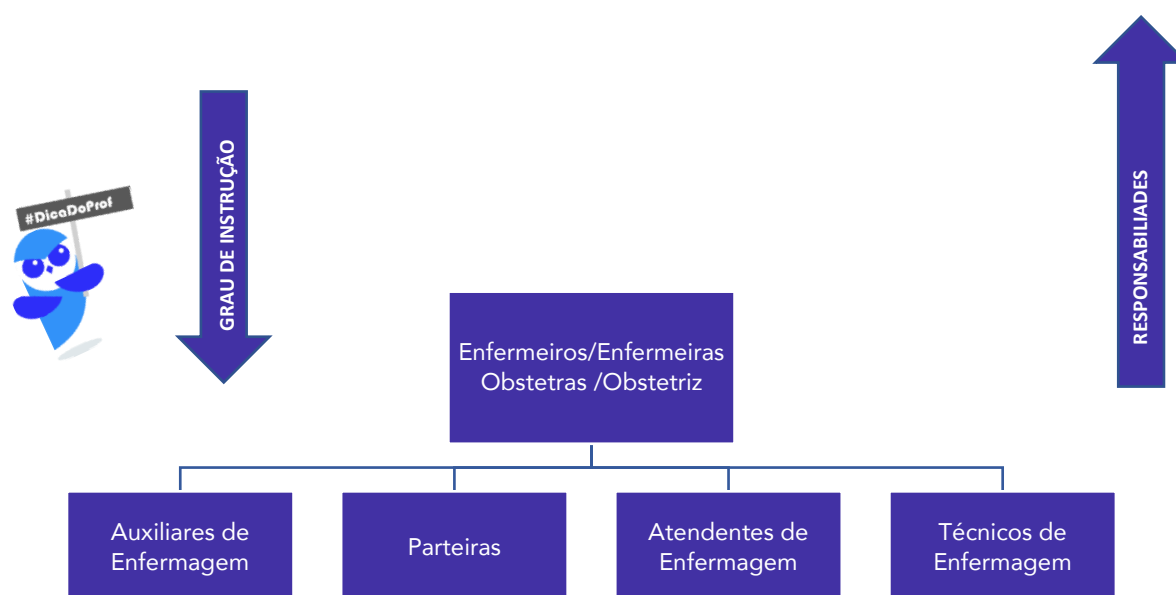 #DicaDoProf
GRAU DE INSTRUÇÃO
RESPONSABILIADES
Enfermeiros/Enfermeiras
Obstetras /Obstetriz
Auxiliares de
Enfermagem
Parteiras
Atendentes de
Enfermagem
Técnicos de
Enfermagem